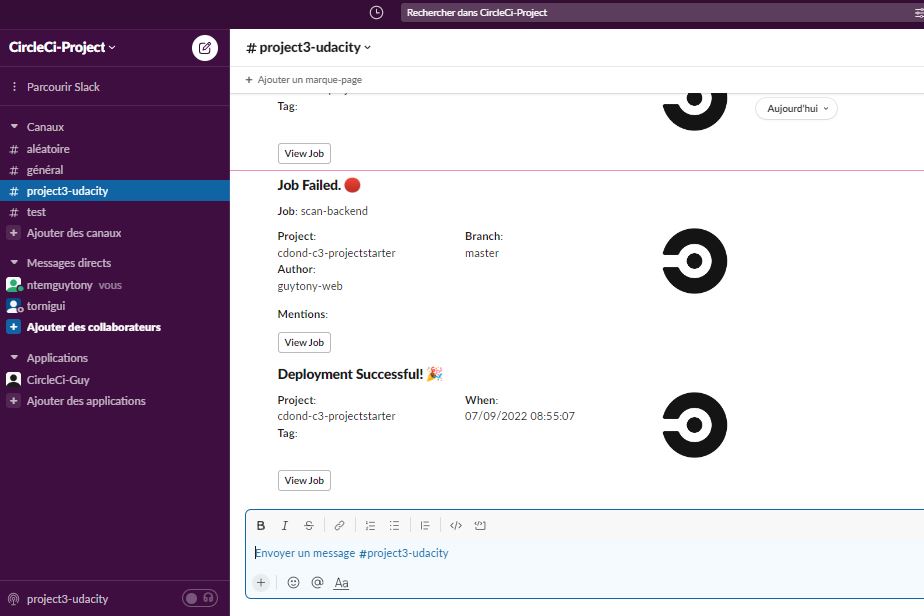 Rechercher dans CircleCi-Project
CircleCi-Project
Parcourir Slack
Canaux
# aléatoire
# général
# project3-udacity
# test
+ Ajouter des canaux
Messages directs
ntemguytony vous
tornigui
+ Ajouter des collaborateurs
Applications
CircleCi-Guy
+ Ajouter des applications
project3-udacity
# project3-udacity
+ Ajouter un marque-page
Aujourd'hui
Tag:
View Job
Job Failed. 🔴
Job: scan-backend
Project: Branch:
cdond-c3-projectstarter master
Author:
guytony-web
Mentions:
View Job
Deployment Successful! 🎉
Project: When:
cdond-c3-projectstarter 07/09/2022 08:55:07
Tag:
View Job
B I S
Envoyer un message #project3-udacity
+ @ Aa